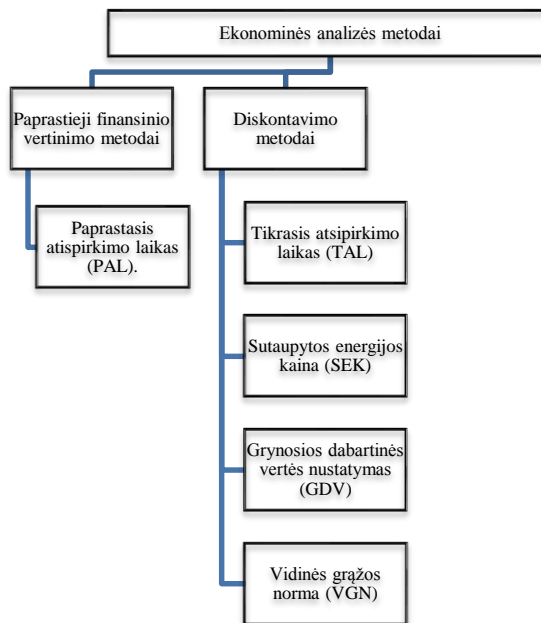 Ekonominės analizės metodai
Paprastieji finansinio
vertinimo metodai
Diskontavimo
metodai
Paprastasis
atispirkimo laikas
(PAL).
Tikrasis atsipirkimo
laikas (TAL)
Sutaupytos energijos
kaina (SEK)
Grynosios dabartinės
vertės nustatymas
(GDV)
Vidinės grąžos
norma (VGN)